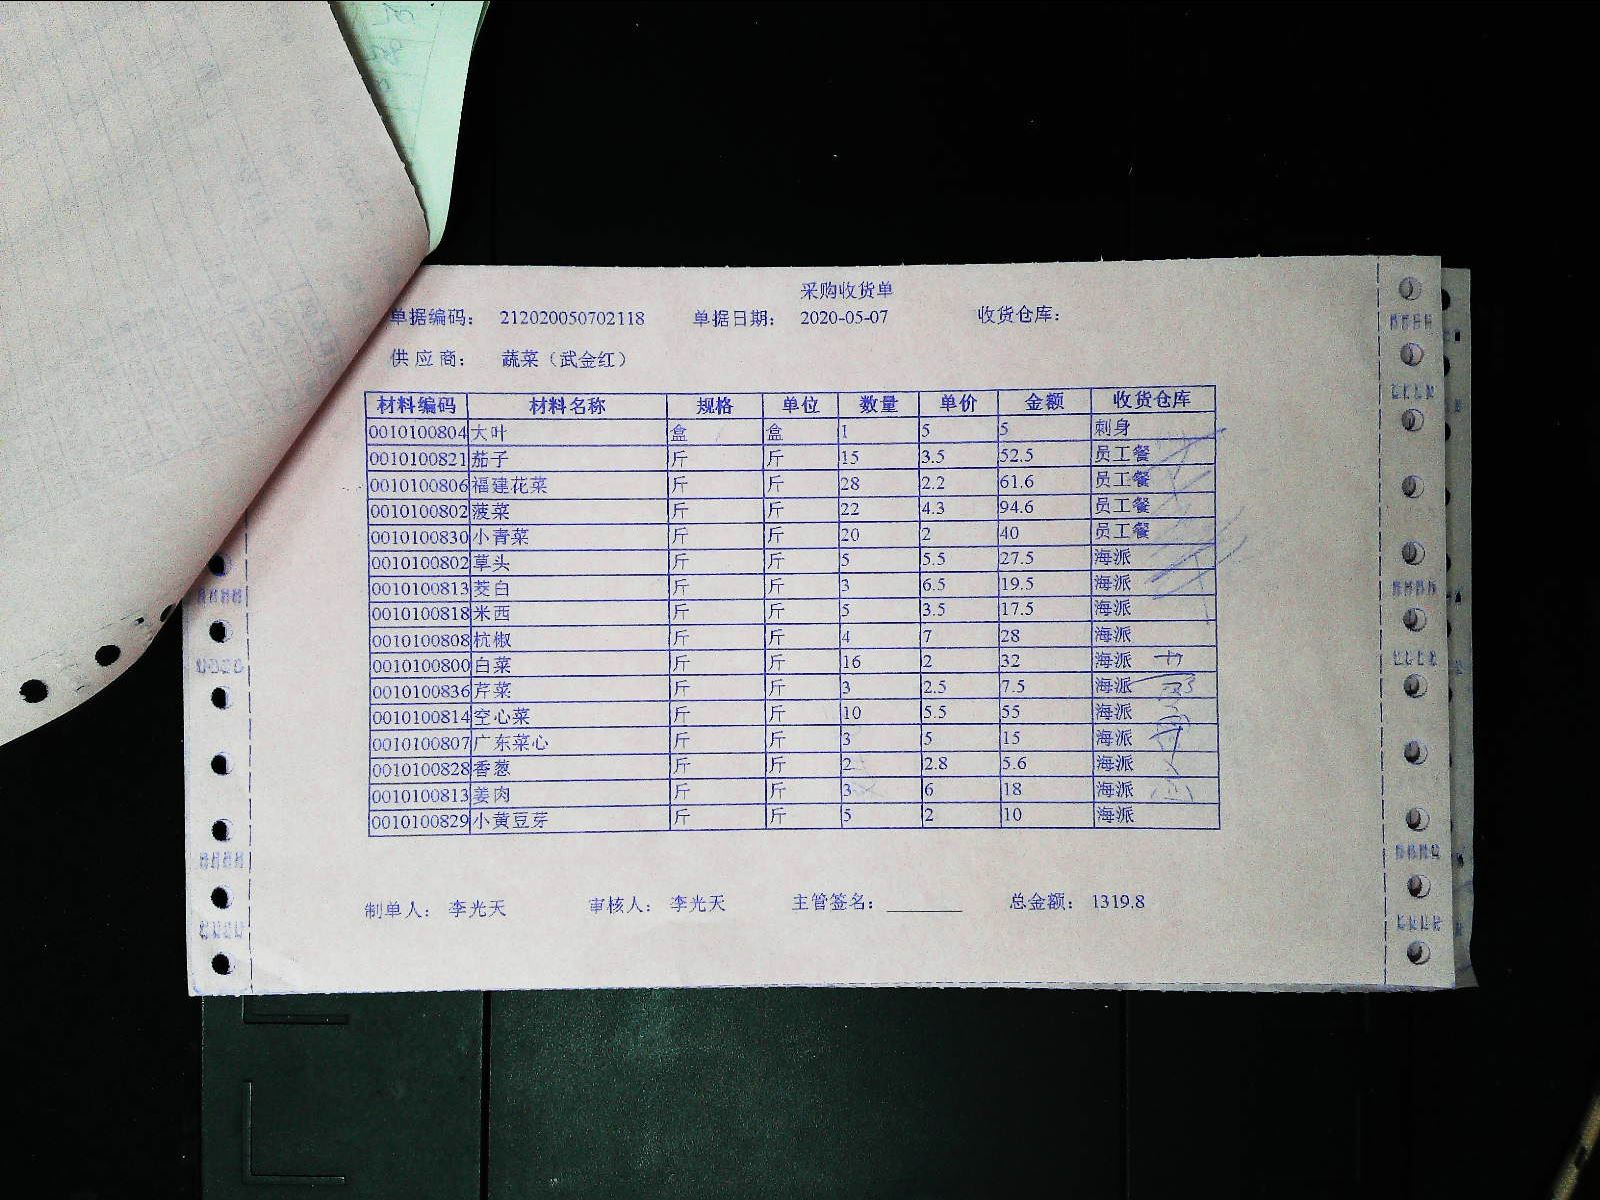 采购收货单
单据编码： 212020050702118 单据日期： 2020-05-07 收货仓库：
供 应 商： 蔬菜（武金红）
材料编码 材料名称 规格 单位 数量 单价 金额 收货仓库
0010100804 大叶 盒 盒 1 5 5 刺身
0010100821 茄子 斤 斤 15 3.5 52.5 员工餐
0010100806 福建花菜 斤 斤 28 2.2 61.6 员工餐
0010100802 菠菜 斤 斤 22 4.3 94.6 员工餐
0010100830 小青菜 斤 斤 20 2 40 员工餐
0010100802 草头 斤 斤 5 5.5 27.5 海派
0010100813 茭白 斤 斤 3 6.5 19.5 海派
0010100818 米西 斤 斤 5 3.5 17.5 海派
0010100808 杭椒 斤 斤 4 7 28 海派
0010100800 白菜 斤 斤 16 2 32 海派
0010100836 芹菜 斤 斤 3 2.5 7.5 海派
0010100814 空心菜 斤 斤 10 5.5 55 海派
0010100807 广东菜心 斤 斤 3 5 15 海派
0010100828 香葱 斤 斤 2 2.8 5.6 海派
0010100813 姜肉 斤 斤 3 6 18 海派
0010100829 小黄豆芽 斤 斤 5 2 10 海派
制单人： 李光天 审核人： 李光天 主管签名： 总金额： 1319.8